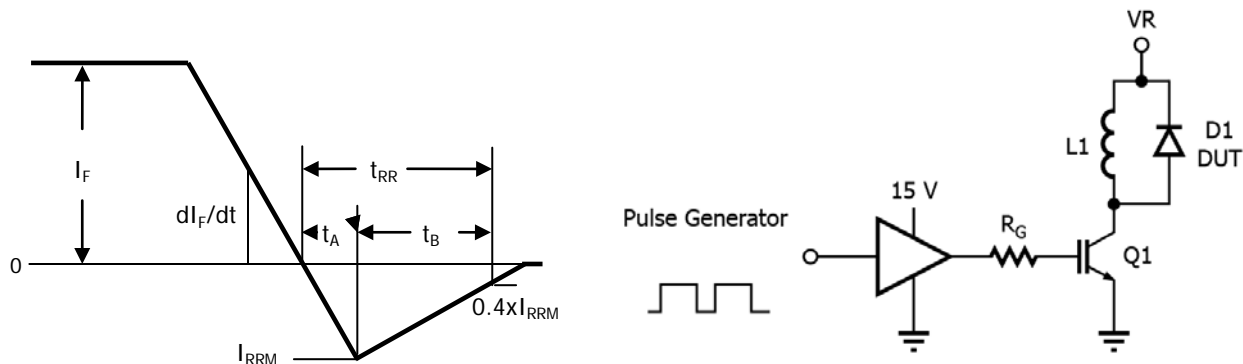 I_F
dI_F/dt
t_RR
t_A
t_B
0
0.4xI_RRM
I_RRM
VR
L1
D1
DUT
15 V
Pulse Generator
R_G
Q1